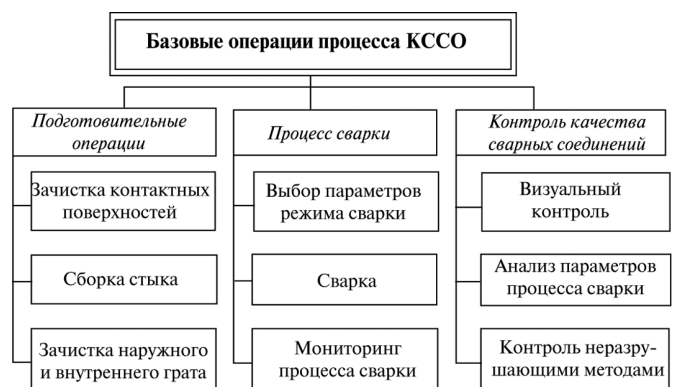 Базовые операции процесса КССО
Подготовительные
операции
Зачистка контактных
поверхностей
Сборка стыка
Зачистка наружного
и внутреннего грата
Процесс сварки
Выбор параметров
режима сварки
Сварка
Мониторинг
процесса сварки
Контроль качества
сварных соединений
Визуальный
контроль
Анализ параметров
процесса сварки
Контроль неразру-
шающими методами